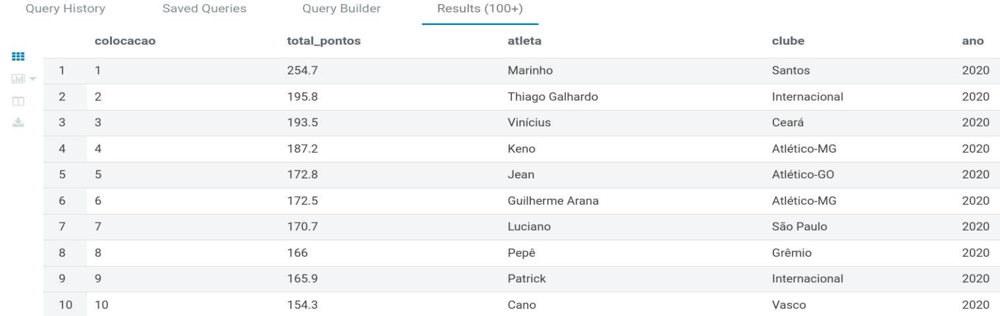 Query History Saved Queries Query Builder Results (100+)
colocacao total_pontos atleta clube ano
1 1 254.7 Marinho Santos 2020
2 2 195.8 Thiago Galhardo Internacional 2020
3 3 193.5 Vinícius Ceará 2020
4 4 187.2 Keno Atlético-MG 2020
5 5 172.8 Jean Atlético-GO 2020
6 6 172.5 Guilherme Arana Atlético-MG 2020
7 7 170.7 Luciano São Paulo 2020
8 8 166 Pepê Grêmio 2020
9 9 165.9 Patrick Internacional 2020
10 10 154.3 Cano Vasco 2020